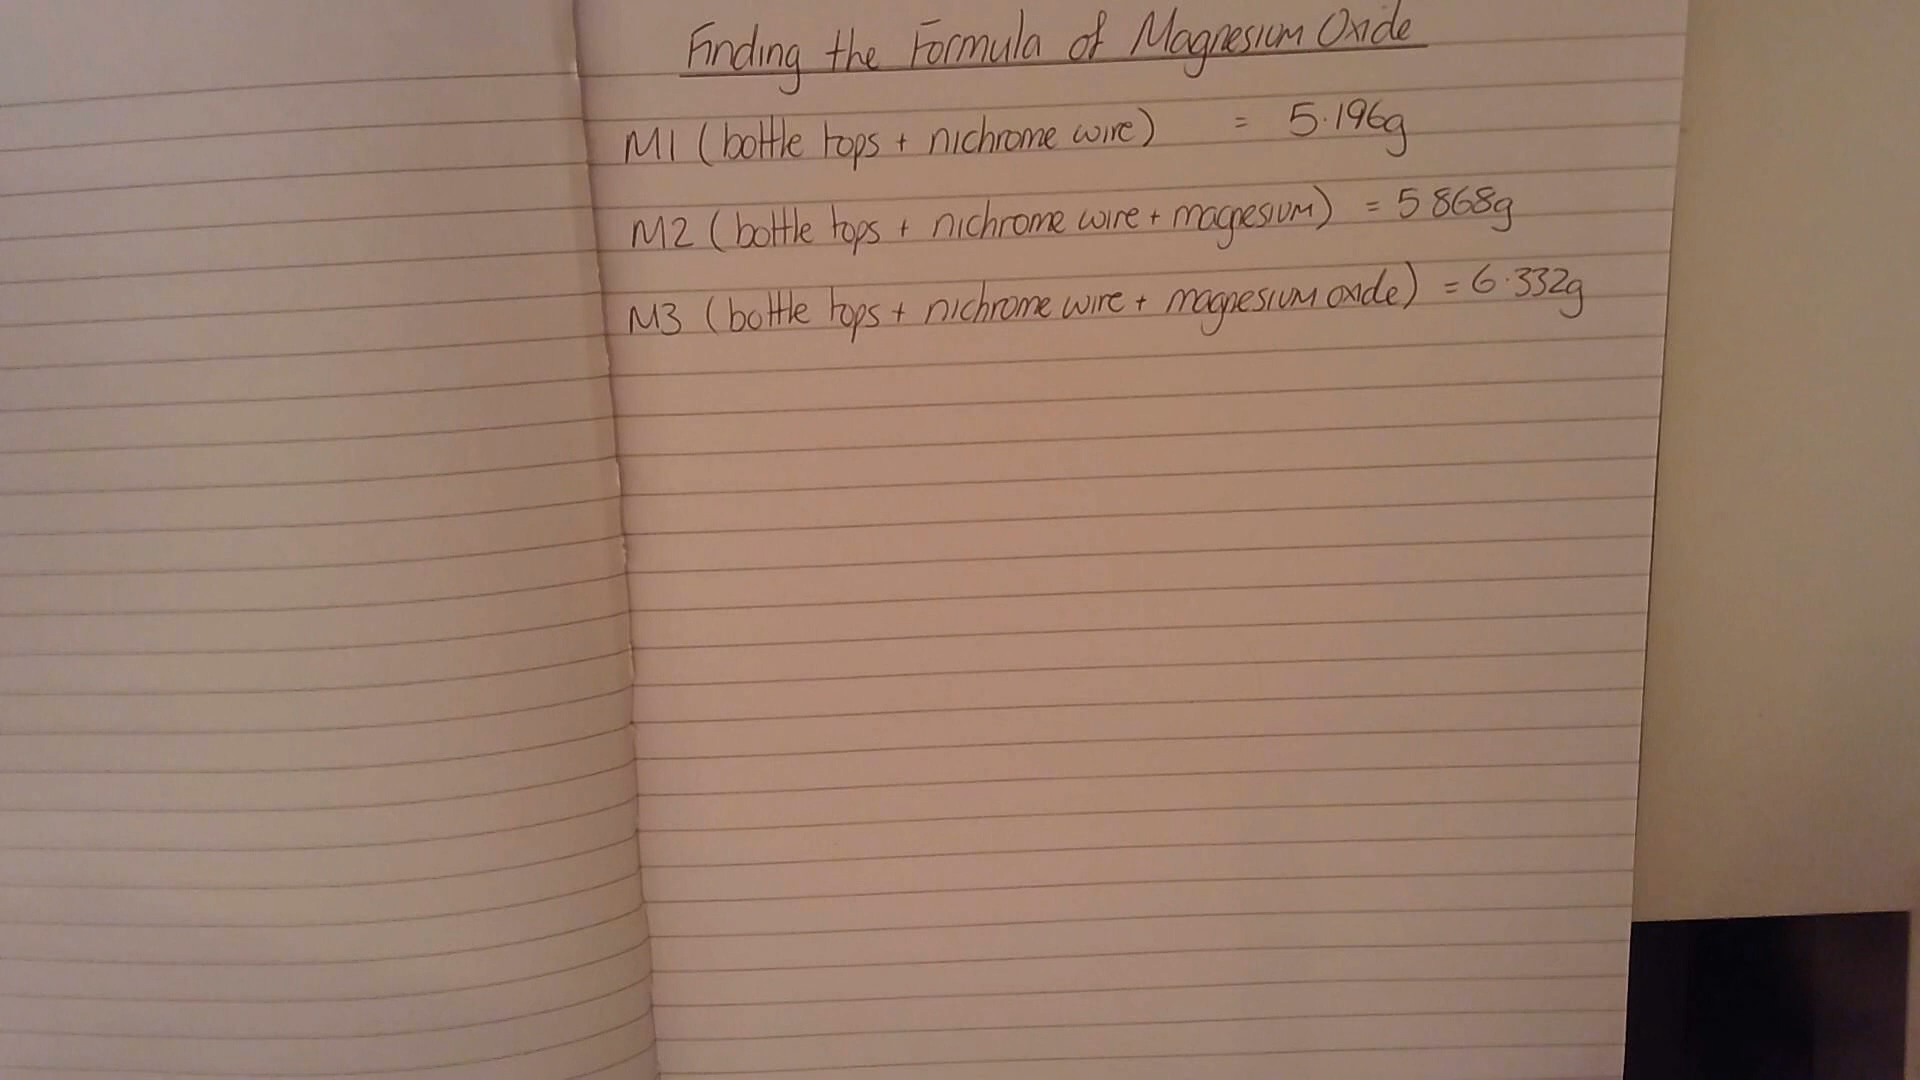 Finding the Formula of Magnesium Oxide
M1 (bottle tops + nichrome wire) = 5.196g
M2 (bottle tops + nichrome wire + magnesium) = 5.868g
M3 (bottle tops + nichrome wire + magnesium oxide) = 6.332g